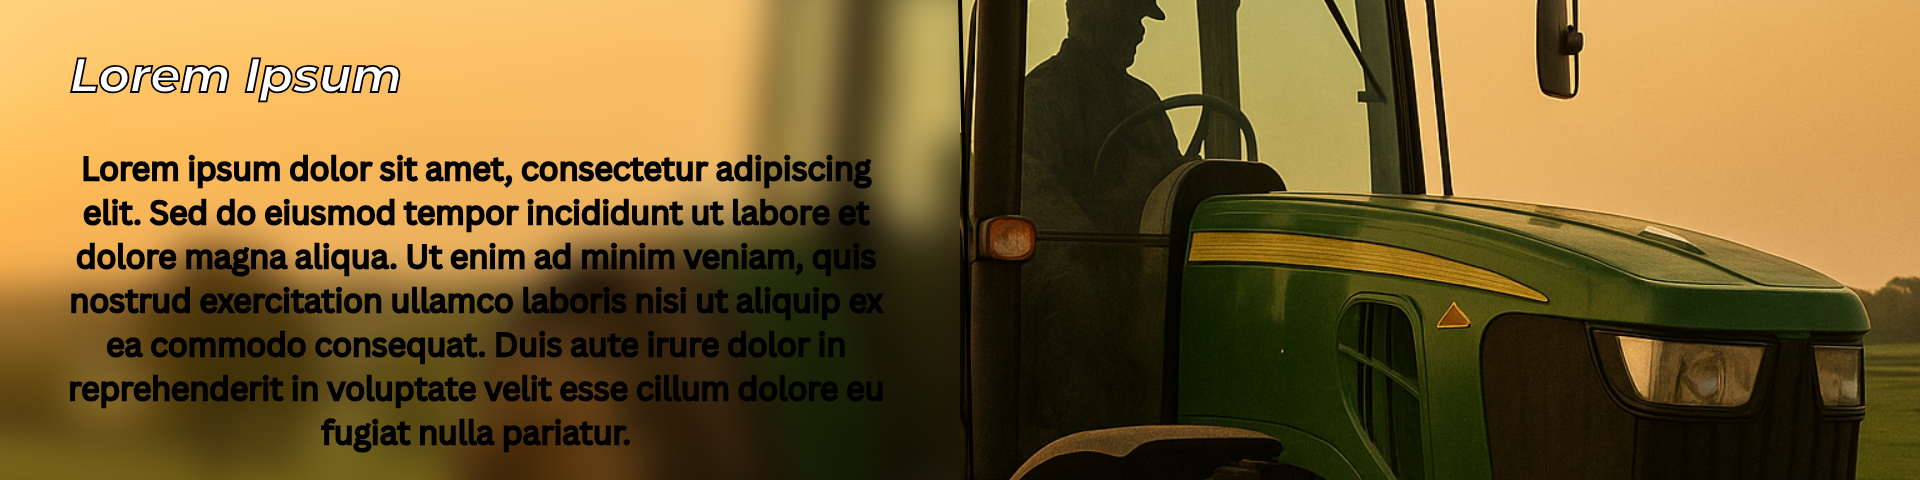 Lorem Ipsum
Lorem ipsum dolor sit amet, consectetur adipiscing
elit. Sed do eiusmod tempor incididunt ut labore et
dolore magna aliqua. Ut enim ad minim veniam, quis
nostrud exercitation ullamco laboris nisi ut aliquip ex
ea commodo consequat. Duis aute irure dolor in
reprehenderit in voluptate velit esse cillum dolore eu
fugiat nulla pariatur.